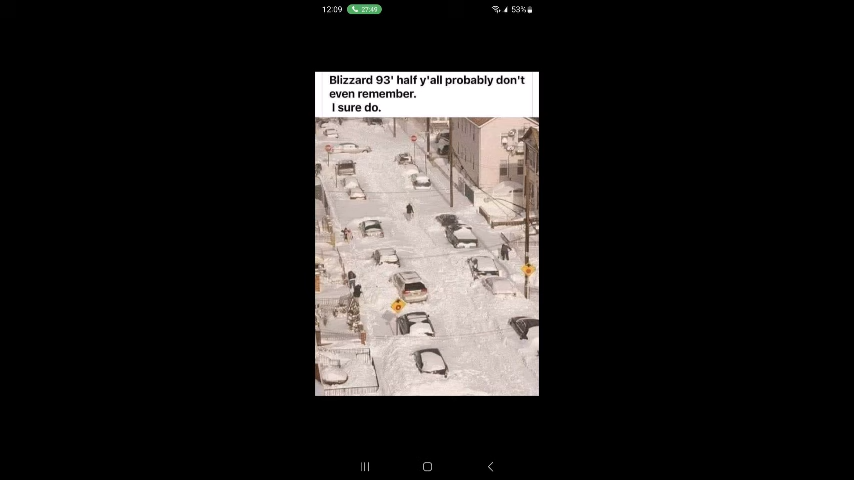 12:09
27:49
53%
Blizzard 93' half y'all probably don't
even remember.
I sure do.